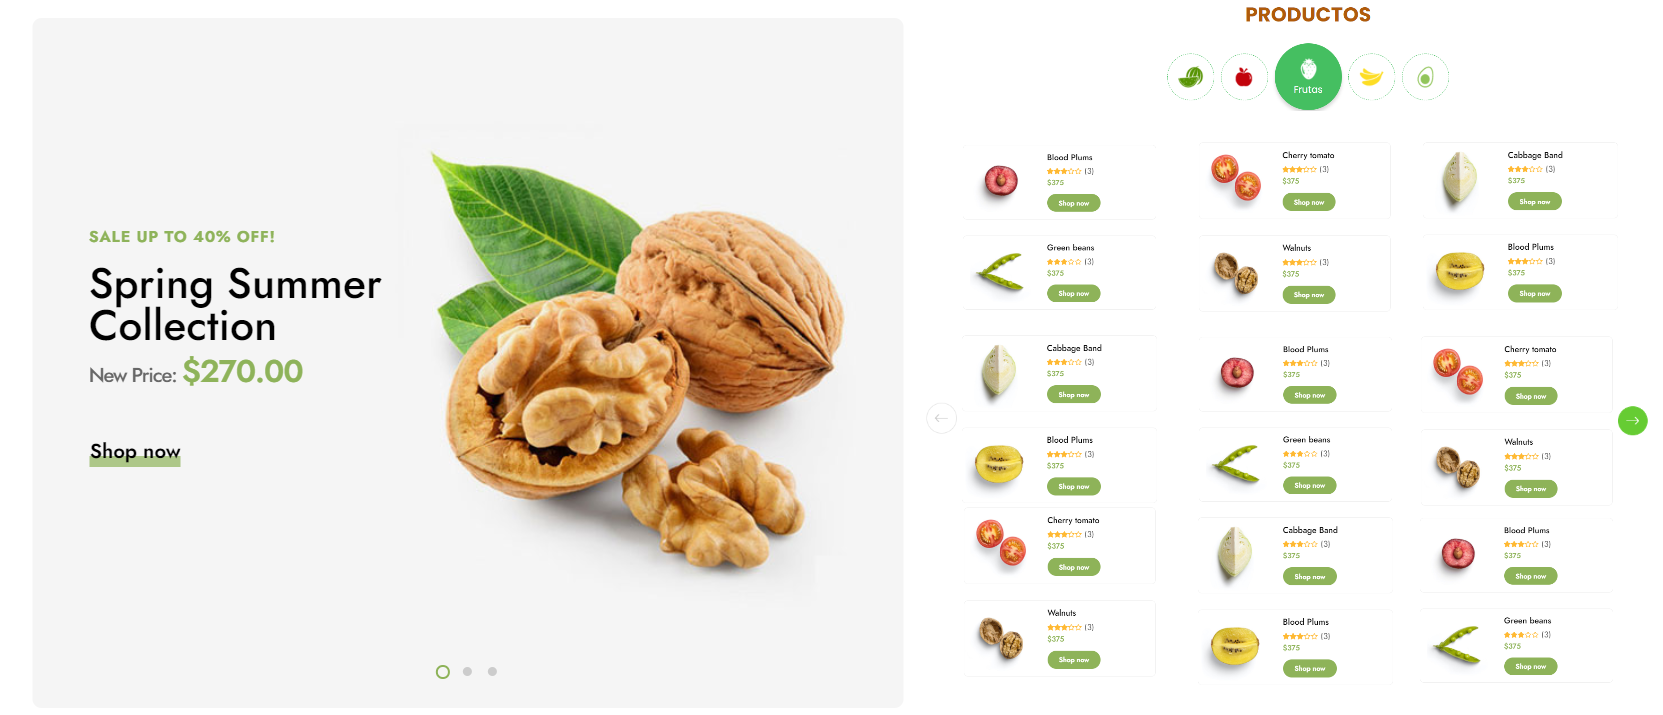 SALE UP TO 40% OFF!
Spring Summer
Collection
New Price: $270.00
Shop now
PRODUCTOS
Frutas
Blood Plums
(3)
$375
Shop now
Green beans
(3)
$375
Shop now
Cabbage Band
(3)
$375
Shop now
Blood Plums
(3)
$375
Shop now
Cherry tomato
(3)
$375
Shop now
Walnuts
(3)
$375
Shop now
Cherry tomato
(3)
$375
Shop now
Walnuts
(3)
$375
Shop now
Blood Plums
(3)
$375
Shop now
Green beans
(3)
$375
Shop now
Cabbage Band
(3)
$375
Shop now
Blood Plums
(3)
$375
Shop now
Cabbage Band
(3)
$375
Shop now
Blood Plums
(3)
$375
Shop now
Cherry tomato
(3)
$375
Shop now
Walnuts
(3)
$375
Shop now
Blood Plums
(3)
$375
Shop now
Green beans
(3)
$375
Shop now